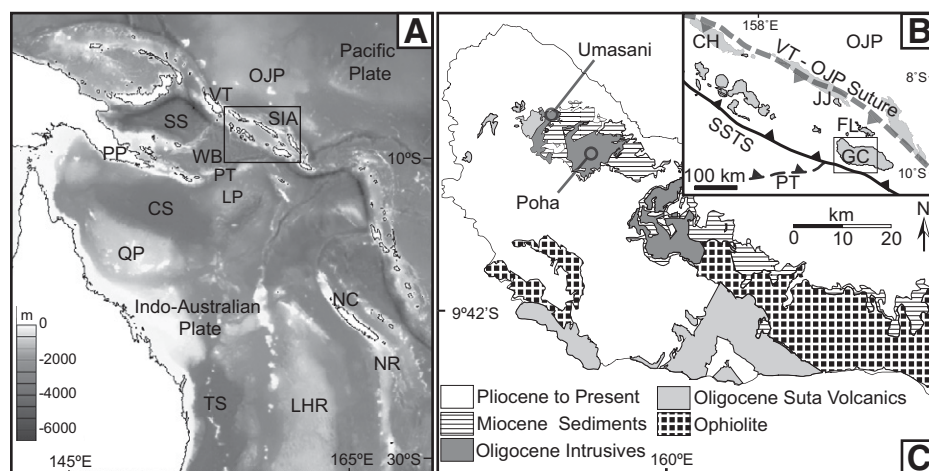 A
Pacific
Plate
OJP
VT
SIA
SS
WB
PP
PT
10ºS
LP
CS
QP
Indo-Australian
Plate
NC
NR
m
0
-2000
-4000
-6000
TS
LHR
145ºE
165ºE
30ºS
B
158˚E
CH
OJP
VT - OJP Suture
8˚S
JJ
SSTS
FL
GC
10˚S
100 km
PT
Umasani
Poha
N
km
0 10 20
9º42'S
Pliocene to Present
Oligocene Suta Volcanics
Miocene Sediments
Ophiolite
Oligocene Intrusives
C
160ºE